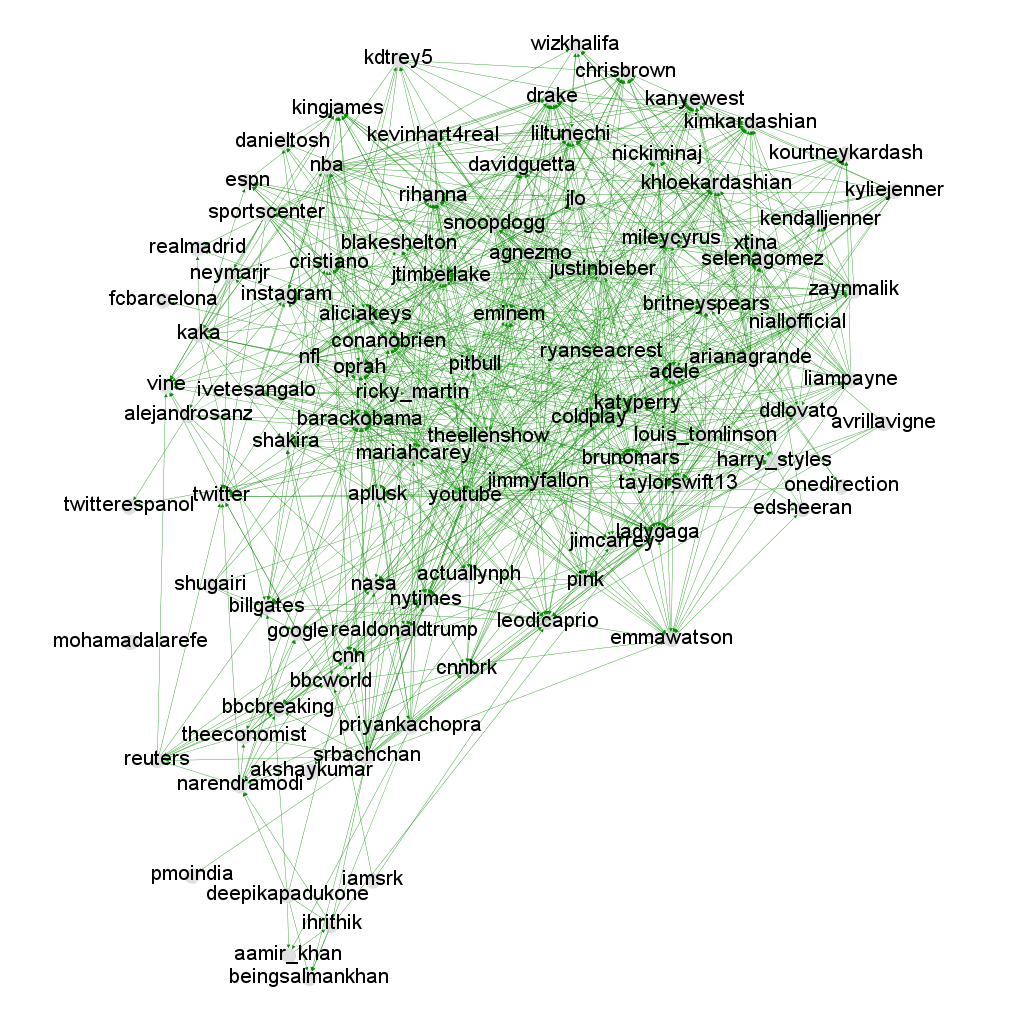 wizkhalifa
kdtrey5
chrisbrown
drake
kanyewest
kingjames
kimkardashian
danieltosh
kevinhart4real
liltunechi
nba
davidguetta
nickiminaj
kourtneykardash
espn
khloekardashian
kyliejenner
rihanna
jlo
sportscenter
snoopdogg
kendalljenner
realmadrid
blakeshelton
mileycyrus
xtina
agnezmo
cristiano
selenagomez
neymarjr
jtimberlake
justinbieber
zaynmalik
fcbarcelona
instagram
aliciakeys
eminem
britneyspears
niallofficial
kaka
conanobrien
nfl
oprah
pitbull
ryanseacrest
arianagrande
adele
liampayne
vine
ivetesangalo
ricky_martin
katyperry
alejandrosanz
barackobama
coldplay
ddlovato
avrillavigne
shakira
theellenshow
louis_tomlinson
mariahcarey
brunomars
harry_styles
twitterespanol
twitter
aplusk
youtube
jimmyfallon
taylorswift13
onedirection
edsheeran
jimcarrey
ladygaga
shugairi
nasa
actuallynph
pink
billgates
nytimes
google
realdonaldtrump
leodicaprio
mohamadalarefe
emmawatson
cnn
cnnbrk
bbcworld
bbcbreaking
priyankachopra
theeconomist
reuters
srbachchan
akshaykumar
narendramodi
pmoindia
iamsrk
deepikapadukone
ihrithik
aamir_khan
beingsalmankhan